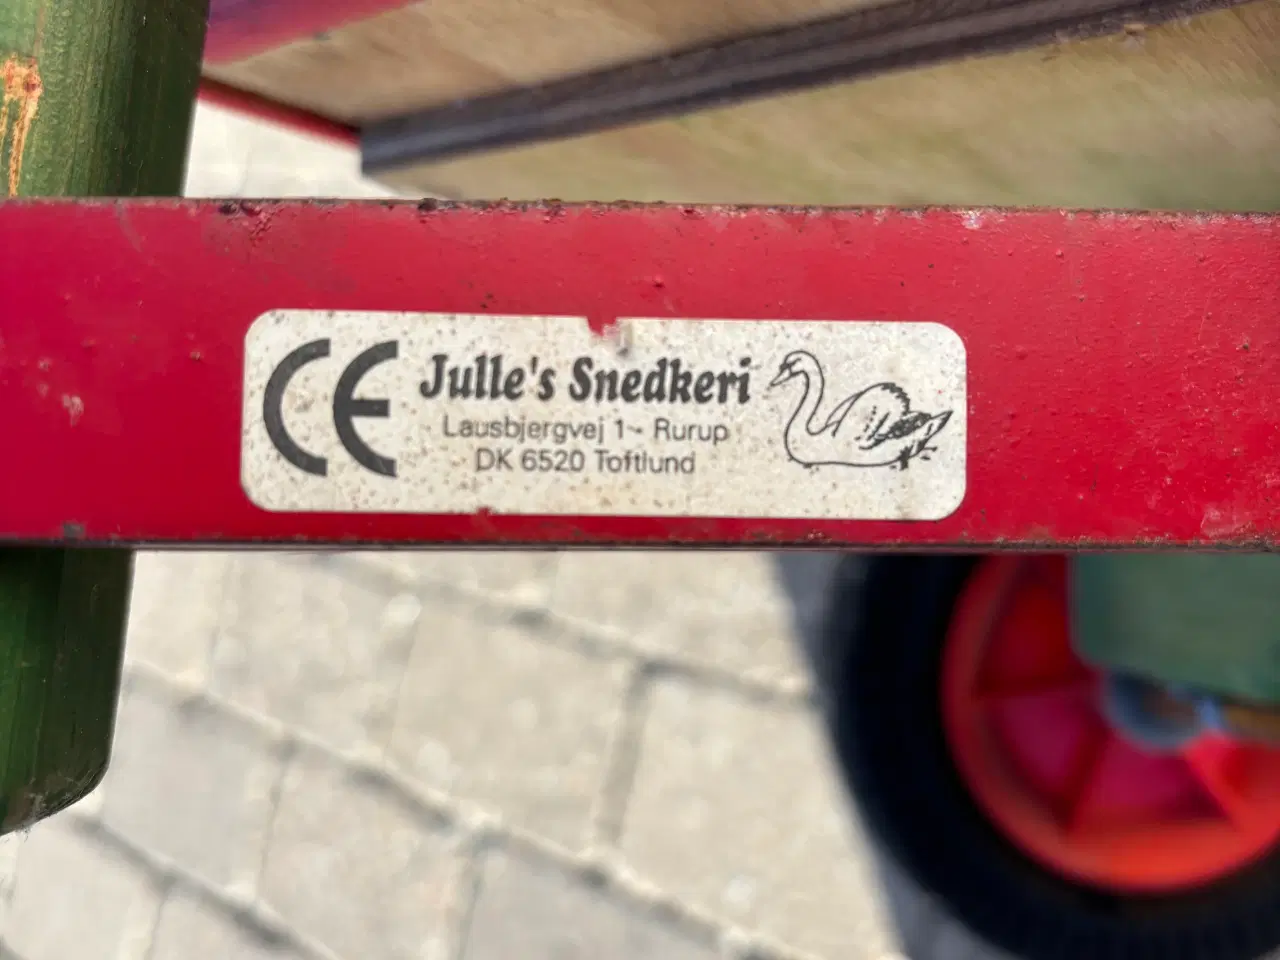 CE
Julle's Snedkeri
Lausbjergvej 1 - Rurup
DK 6520 Toftlund